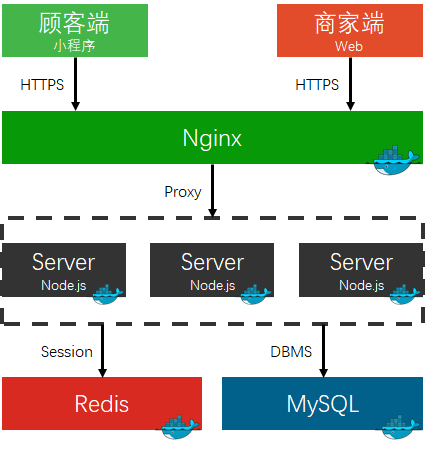 顾客端
小程序
商家端
Web
HTTPS
HTTPS
Nginx
Proxy
Server
Node.js
Server
Node.js
Server
Node.js
Session
DBMS
Redis
MySQL